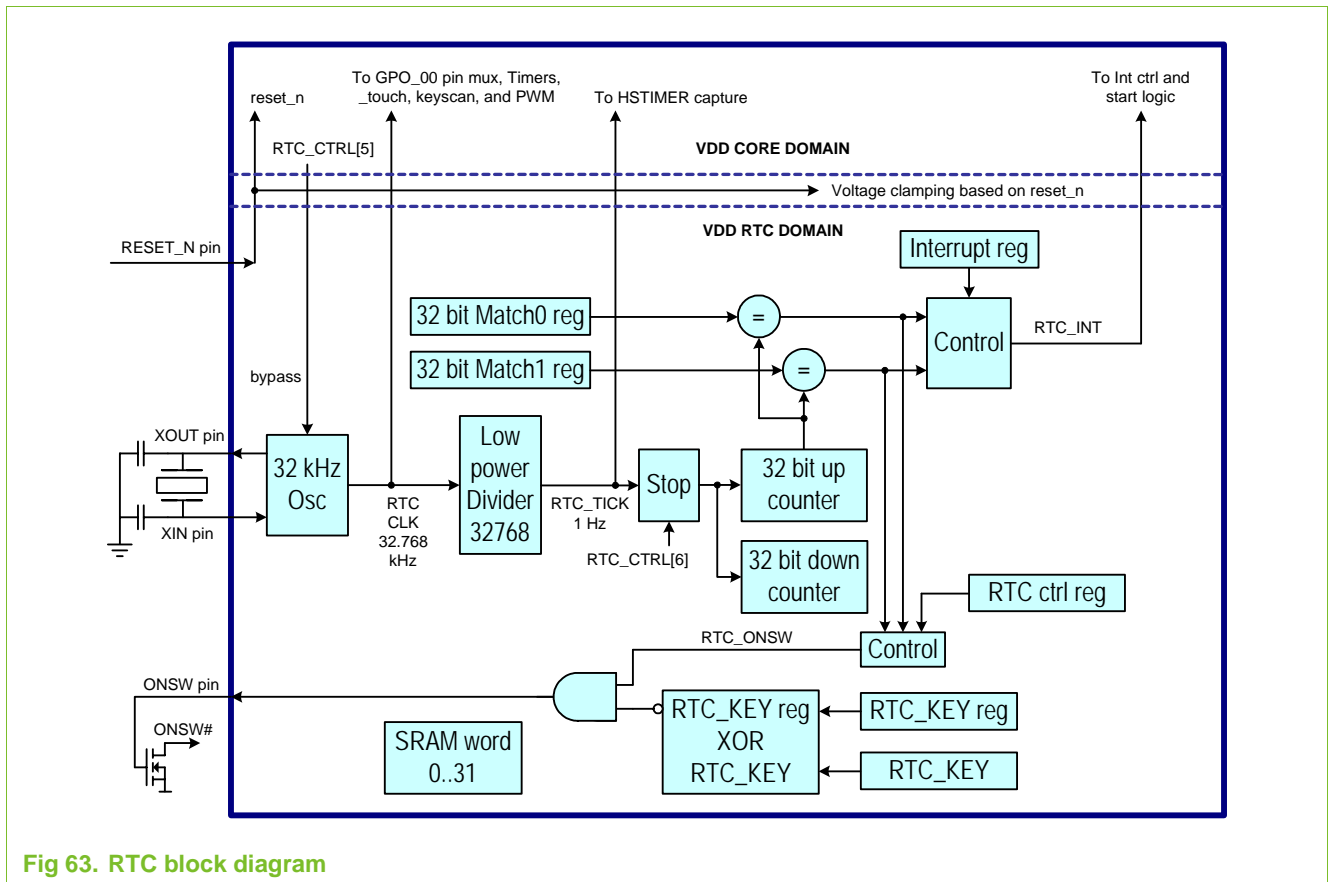 To GPO_00 pin mux, Timers,
_touch, keyscan, and PWM
To Int ctrl and
start logic
reset_n
To HSTIMER capture
RTC_CTRL[5]
VDD CORE DOMAIN
Voltage clamping based on reset_n
VDD RTC DOMAIN
RESET_N pin
Interrupt reg
32 bit Match0 reg
=
Control
RTC_INT
32 bit Match1 reg
=
bypass
XOUT pin
32 kHz
Osc
Low
power
Divider
32768
Stop
32 bit up
counter
RTC
CLK
32.768
kHz
RTC_TICK
1 Hz
XIN pin
RTC_CTRL[6]
32 bit down
counter
RTC ctrl reg
RTC_ONSW
Control
ONSW pin
RTC_KEY reg
XOR
RTC_KEY
RTC_KEY reg
RTC_KEY
ONSW#
SRAM word
0..31
Fig 63. RTC block diagram